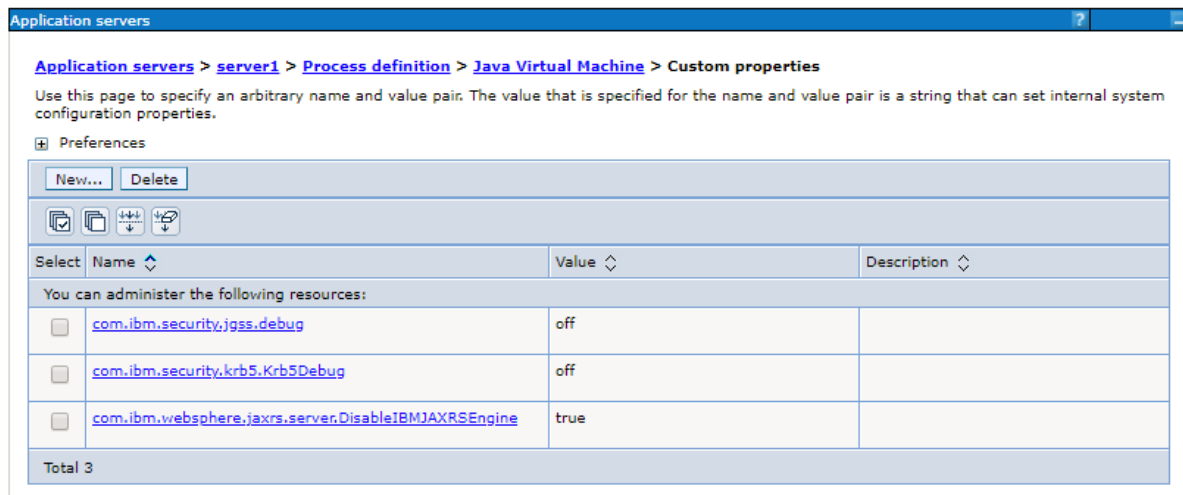 Application servers ?
Application servers > server1 > Process definition > Java Virtual Machine > Custom properties
Use this page to specify an arbitrary name and value pair. The value that is specified for the name and value pair is a string that can set internal system
configuration properties.
Preferences
New... Delete
Select Name Value Description
You can administer the following resources:
com.ibm.security.jgss.debug off
com.ibm.security.krb5.Krb5Debug off
com.ibm.websphere.jaxrs.server.DisableIBMJAXRSEngine true
Total 3